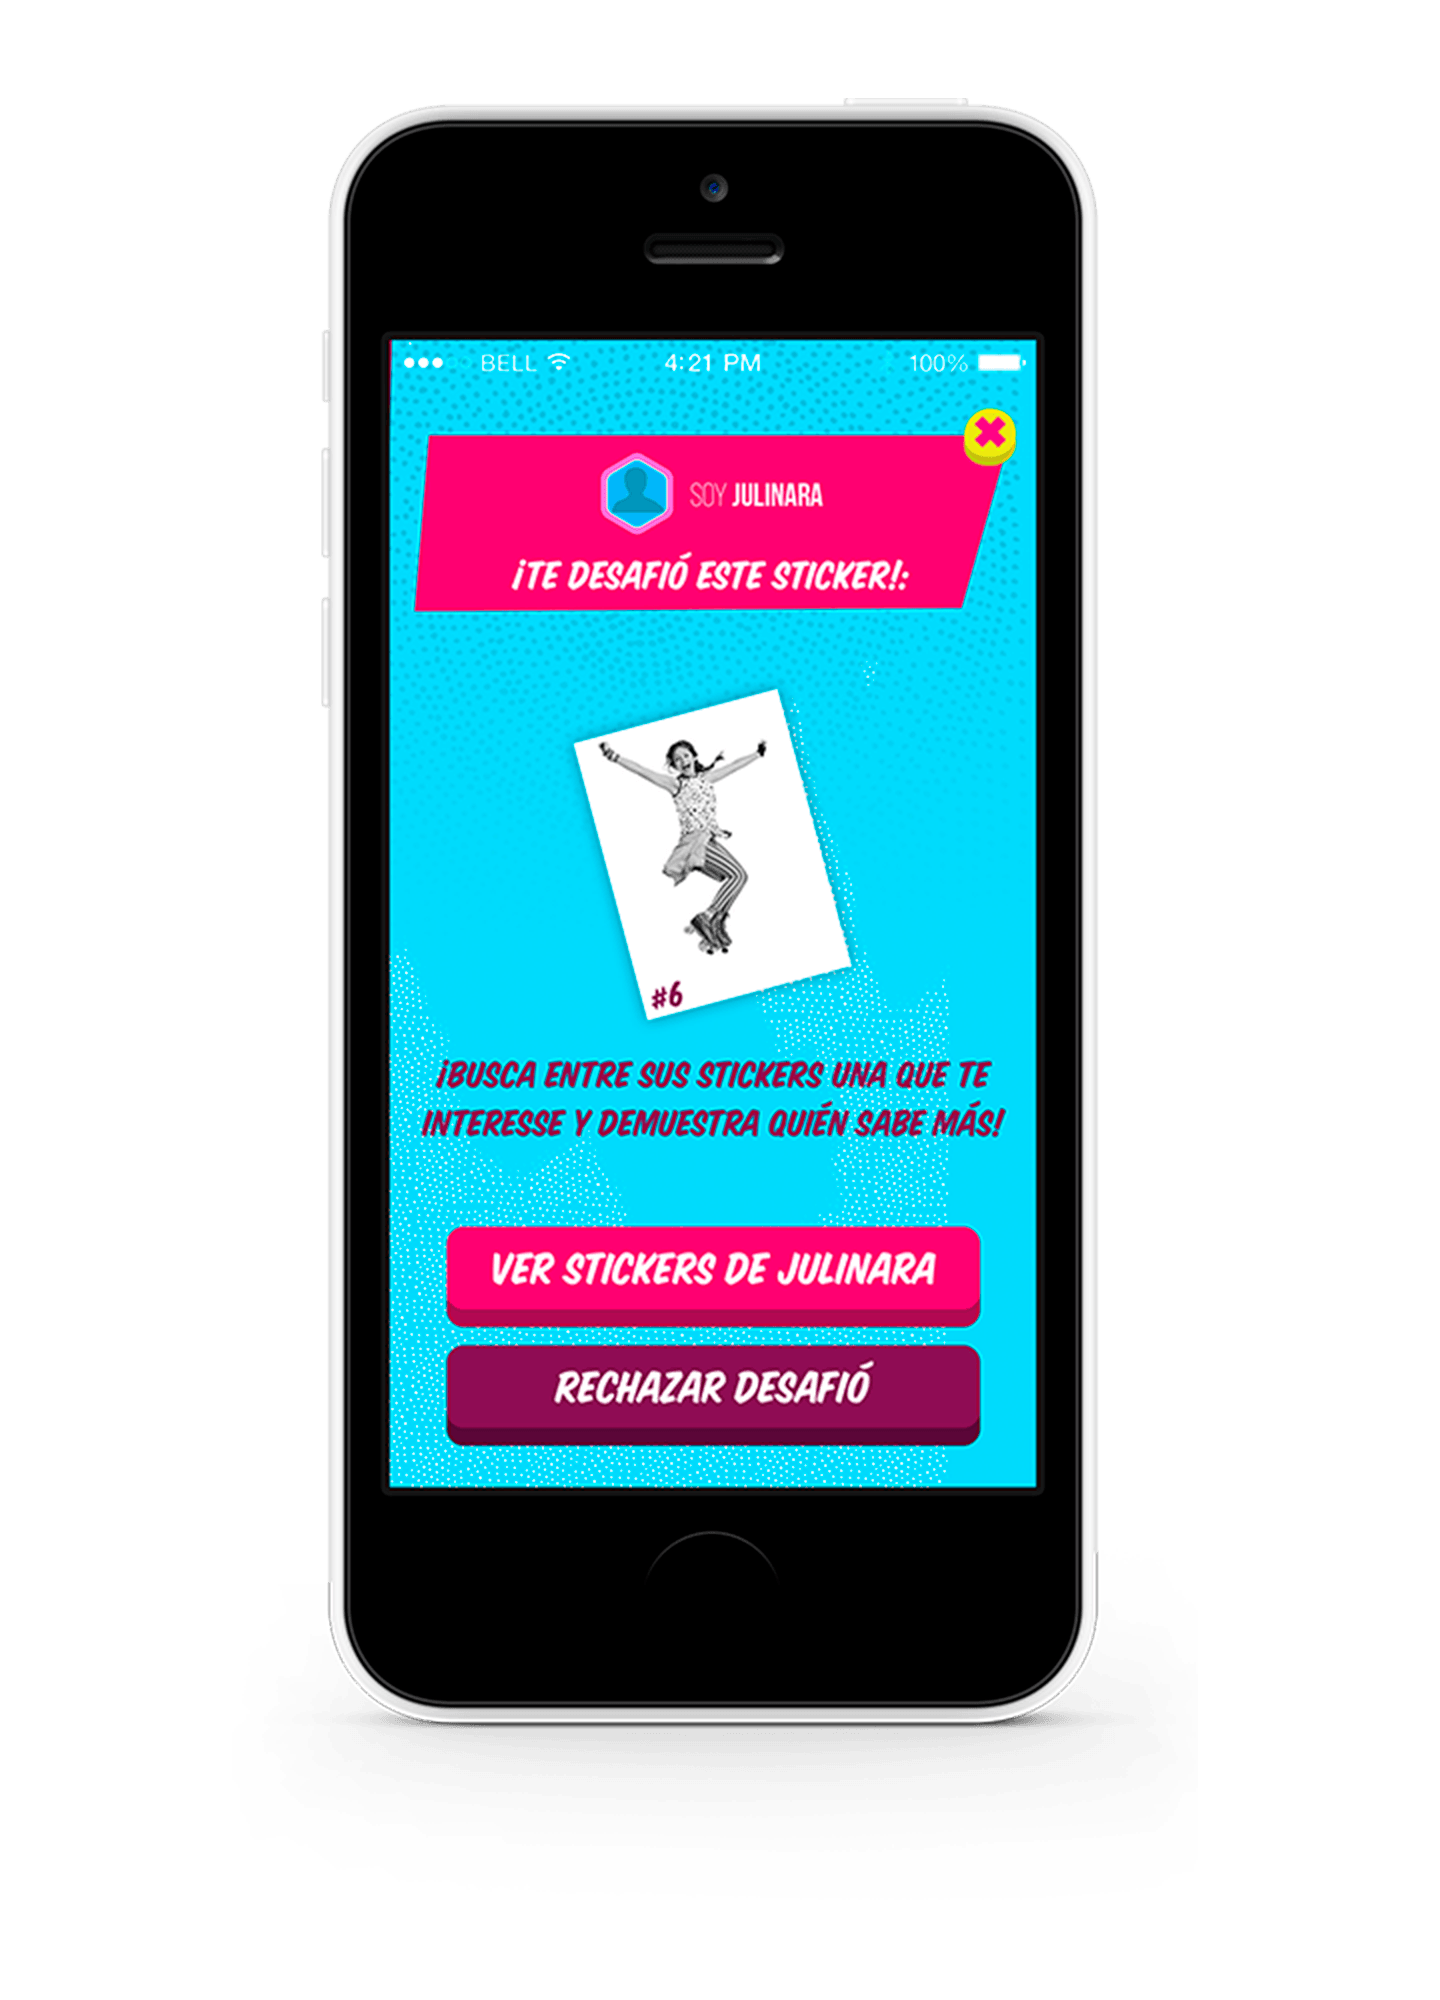 BELL 4:21 PM 100%
SOY JULINARA
¡TE DESAFIÓ ESTE STICKER!:
#6
¡BUSCA ENTRE SUS STICKERS UNA QUE TE
INTERESSE Y DEMUESTRA QUIÉN SABE MÁS!
VER STICKERS DE JULINARA
RECHAZAR DESAFIÓ